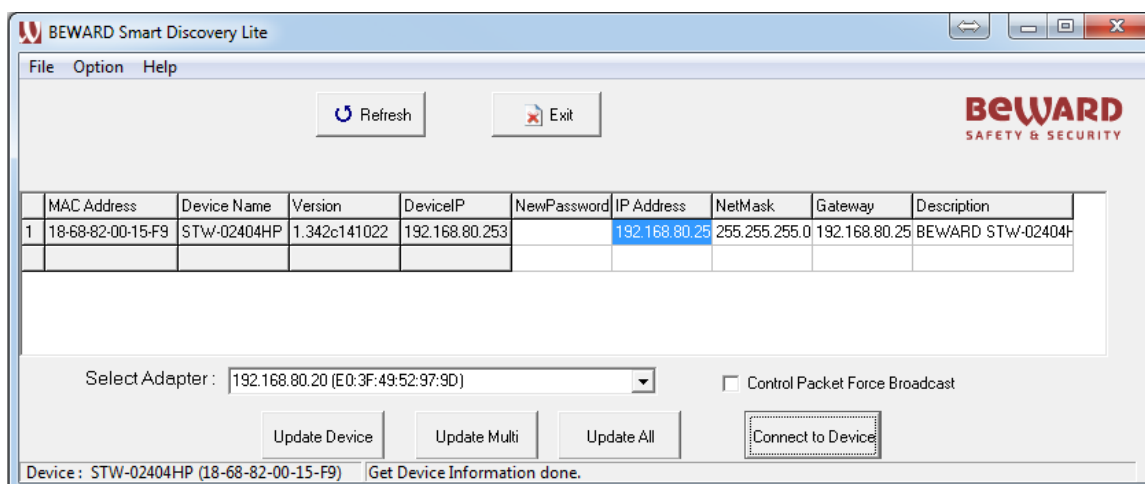 BEWARD Smart Discovery Lite
File Option Help
Refresh Exit
BEWARD
SAFETY & SECURITY
MAC Address Device Name Version DeviceIP NewPassword IP Address NetMask Gateway Description
1 18-68-82-00-15-F9 STW-02404HP 1.342c141022 192.168.80.253 192.168.80.25 255.255.255.0 192.168.80.25 BEWARD STW-02404H
Select Adapter : 192.168.80.20 (E0:3F:49:52:97:9D) Control Packet Force Broadcast
Update Device Update Multi Update All Connect to Device
Device : STW-02404HP (18-68-82-00-15-F9) Get Device Information done.